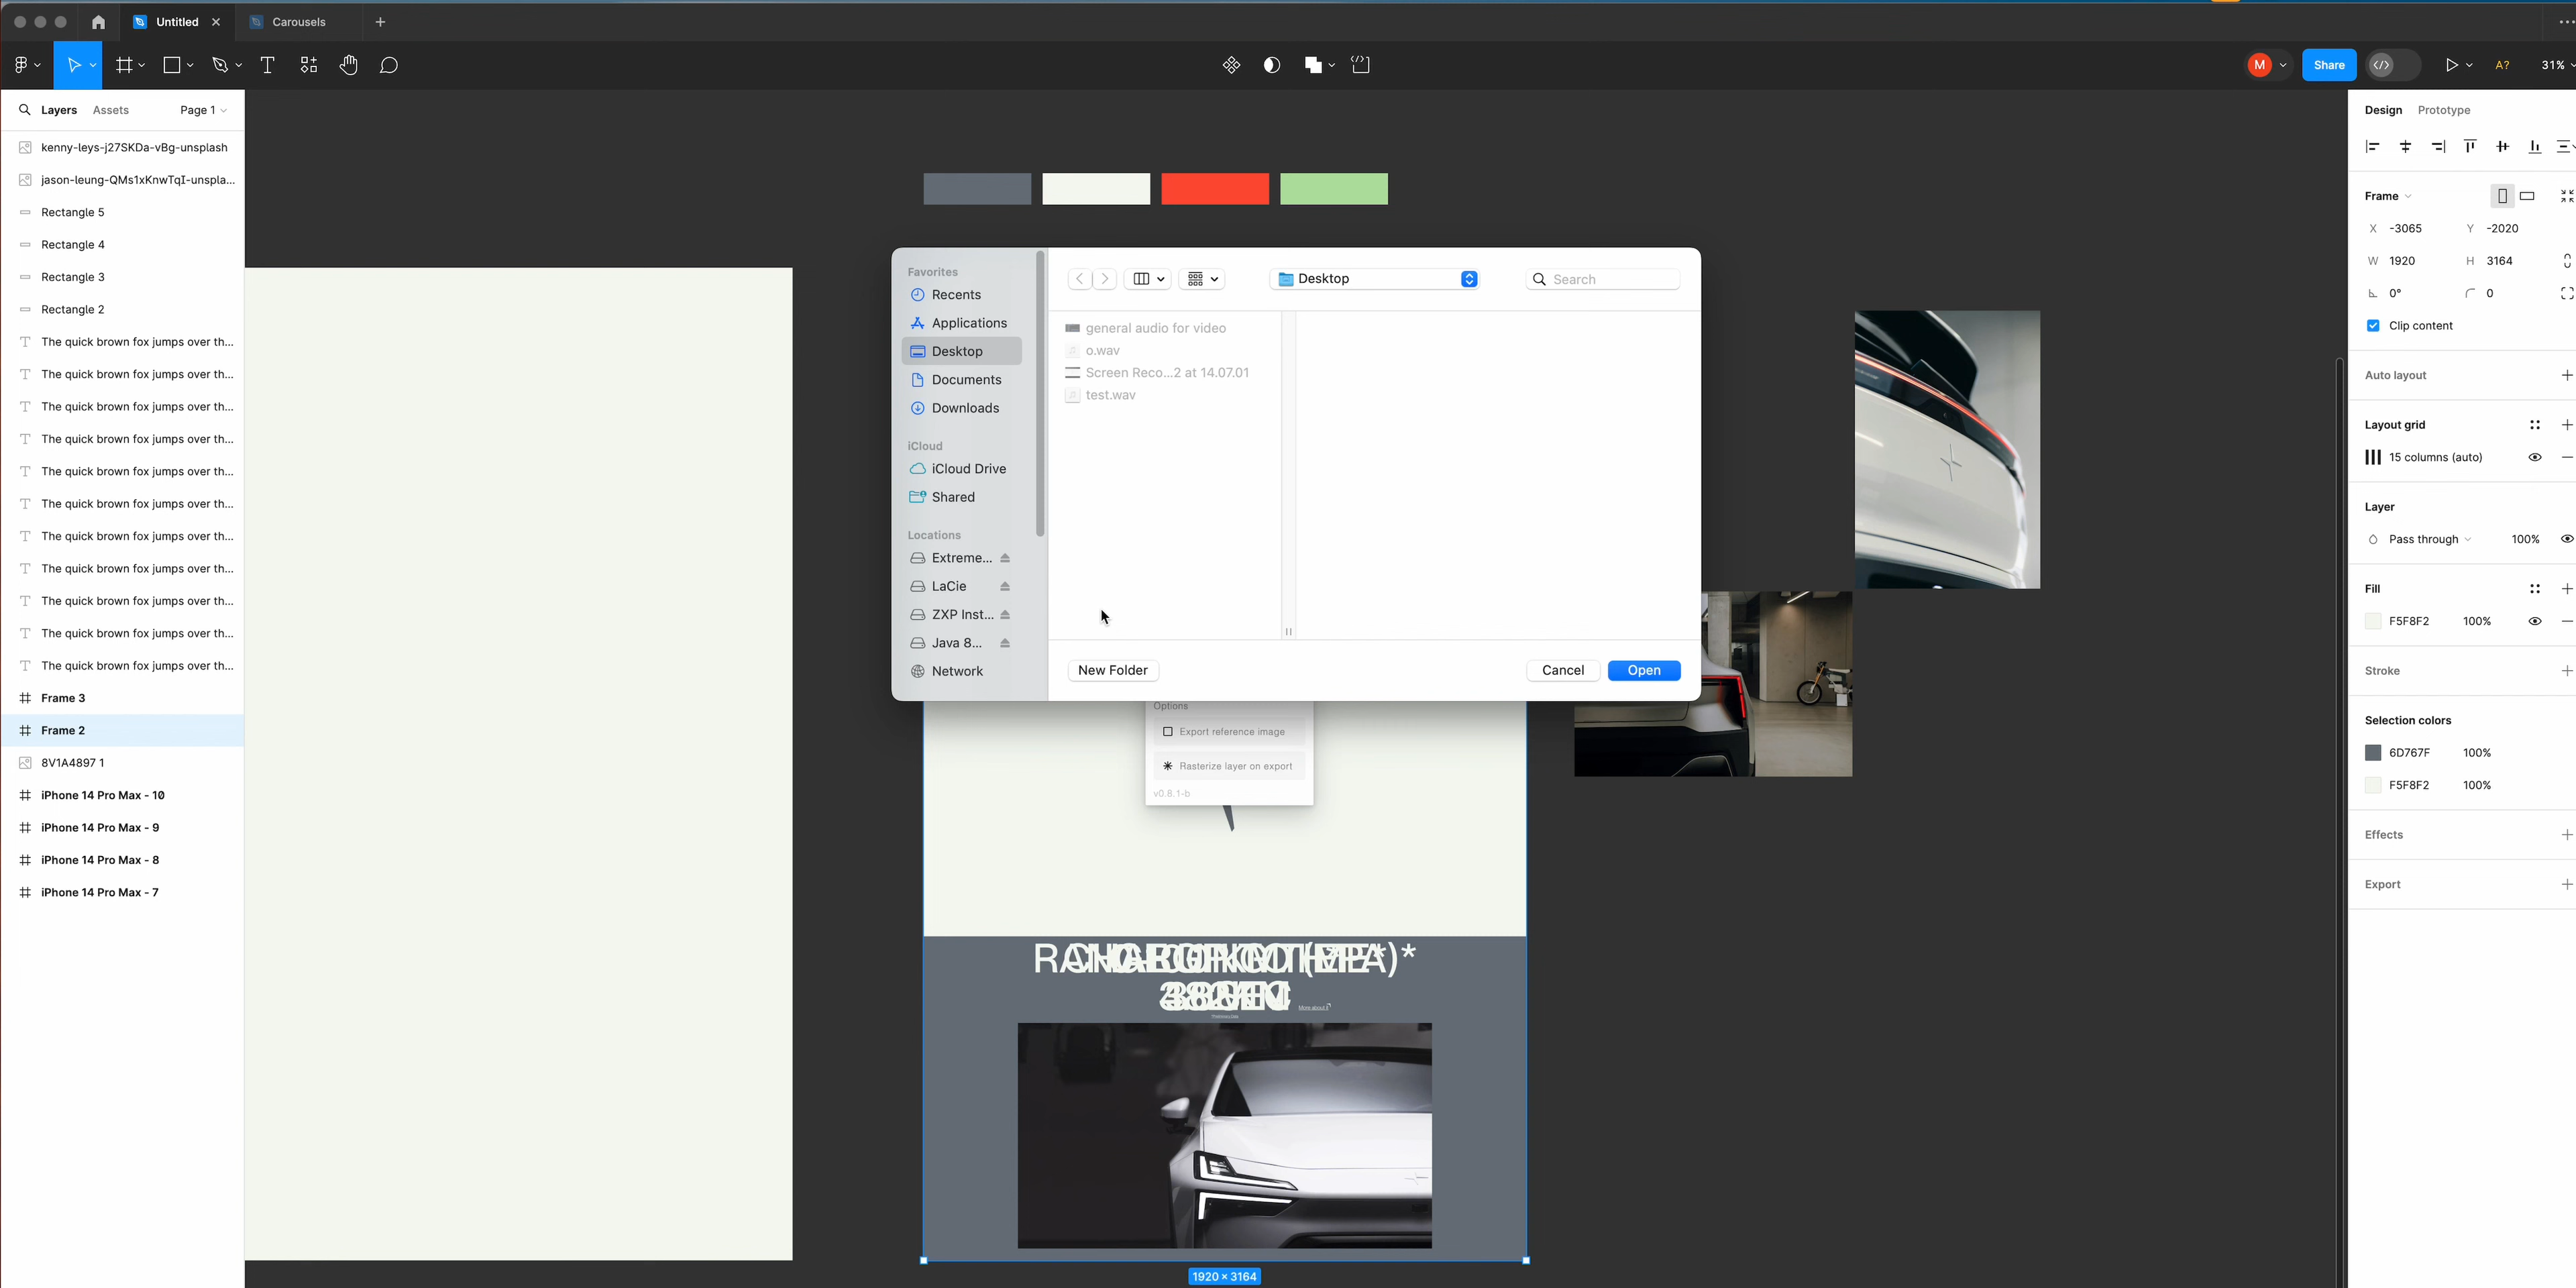 Untitled
Carousels
M
Share
A?
31%
Layers
Assets
Page 1
kenny-leys-j27SKDa-vBg-unsplash
jason-leung-QMs1xKnwTqI-unspla...
Rectangle 5
Rectangle 4
Rectangle 3
Rectangle 2
The quick brown fox jumps over th...
The quick brown fox jumps over th...
The quick brown fox jumps over th...
The quick brown fox jumps over th...
The quick brown fox jumps over th...
The quick brown fox jumps over th...
The quick brown fox jumps over th...
The quick brown fox jumps over th...
The quick brown fox jumps over th...
The quick brown fox jumps over th...
The quick brown fox jumps over th...
Frame 3
Frame 2
8V1A4897 1
iPhone 14 Pro Max - 10
iPhone 14 Pro Max - 9
iPhone 14 Pro Max - 8
iPhone 14 Pro Max - 7
Favorites
Recents
Applications
Desktop
Documents
Downloads
iCloud
iCloud Drive
Shared
Locations
Extreme...
LaCie
ZXP Inst...
Java 8...
Network
Desktop
Search
general audio for video
o.wav
Screen Reco...2 at 14.07.01
test.wav
New Folder
Cancel
Open
Options
Export reference image
Rasterize layer on export
v0.8.1-b
More about it
1920 × 3164
Design
Prototype
Frame
X -3065 Y -2020
W 1920 H 3164
0° 0
Clip content
Auto layout
Layout grid
15 columns (auto)
Layer
Pass through 100%
Fill
F5F8F2 100%
Stroke
Selection colors
6D767F 100%
F5F8F2 100%
Effects
Export